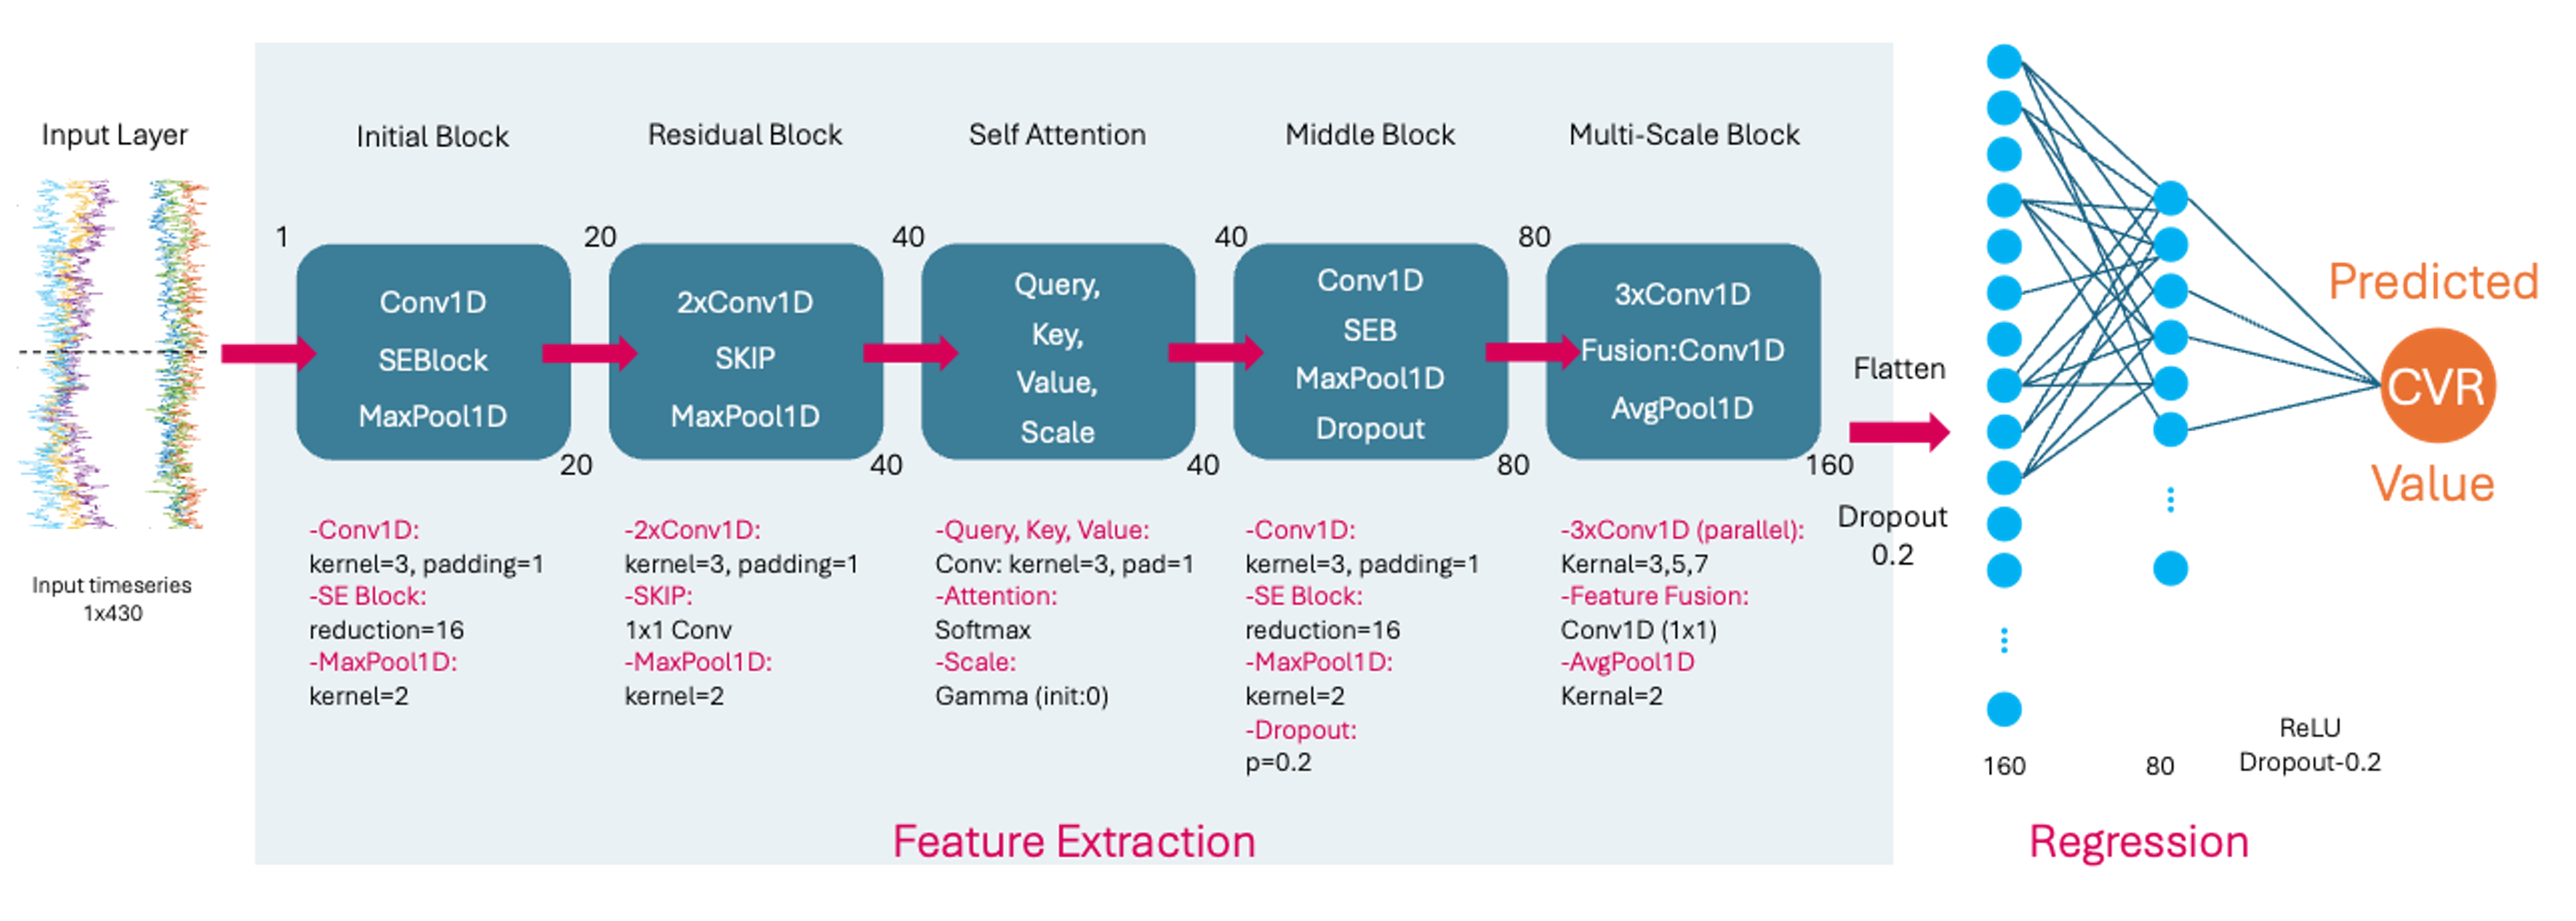 Input Layer
Input timeseries
1x430
Initial Block
1
Conv1D
SEBlock
MaxPool1D
20
-Conv1D:
kernel=3, padding=1
-SE Block:
reduction=16
-MaxPool1D:
kernel=2
Residual Block
20
2xConv1D
SKIP
MaxPool1D
40
-2xConv1D:
kernel=3, padding=1
-SKIP:
1x1 Conv
-MaxPool1D:
kernel=2
Self Attention
40
Query,
Key,
Value,
Scale
40
-Query, Key, Value:
Conv: kernel=3, pad=1
-Attention:
Softmax
-Scale:
Gamma (init:0)
Middle Block
40
Conv1D
SEB
MaxPool1D
Dropout
80
-Conv1D:
kernel=3, padding=1
-SE Block:
reduction=16
-MaxPool1D:
kernel=2
-Dropout:
p=0.2
Multi-Scale Block
80
3xConv1D
Fusion:Conv1D
AvgPool1D
160
-3xConv1D (parallel):
Kernal=3,5,7
-Feature Fusion:
Conv1D (1x1)
-AvgPool1D
Kernal=2
Feature Extraction
Flatten
Dropout
0.2
160
80
ReLU
Dropout-0.2
Regression
Predicted
CVR
Value